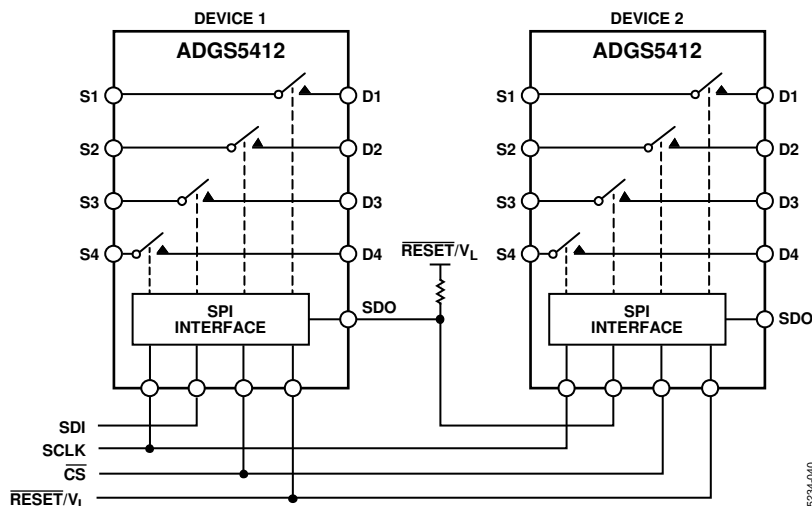 DEVICE 1
DEVICE 2
ADGS5412
ADGS5412
S1
D1
S1
D1
S2
D2
S2
D2
S3
D3
S3
D3
S4
D4
RESET/VL
S4
D4
SPI
INTERFACE
SDO
SPI
INTERFACE
SDO
SDI
SCLK
CS
RESET/VL